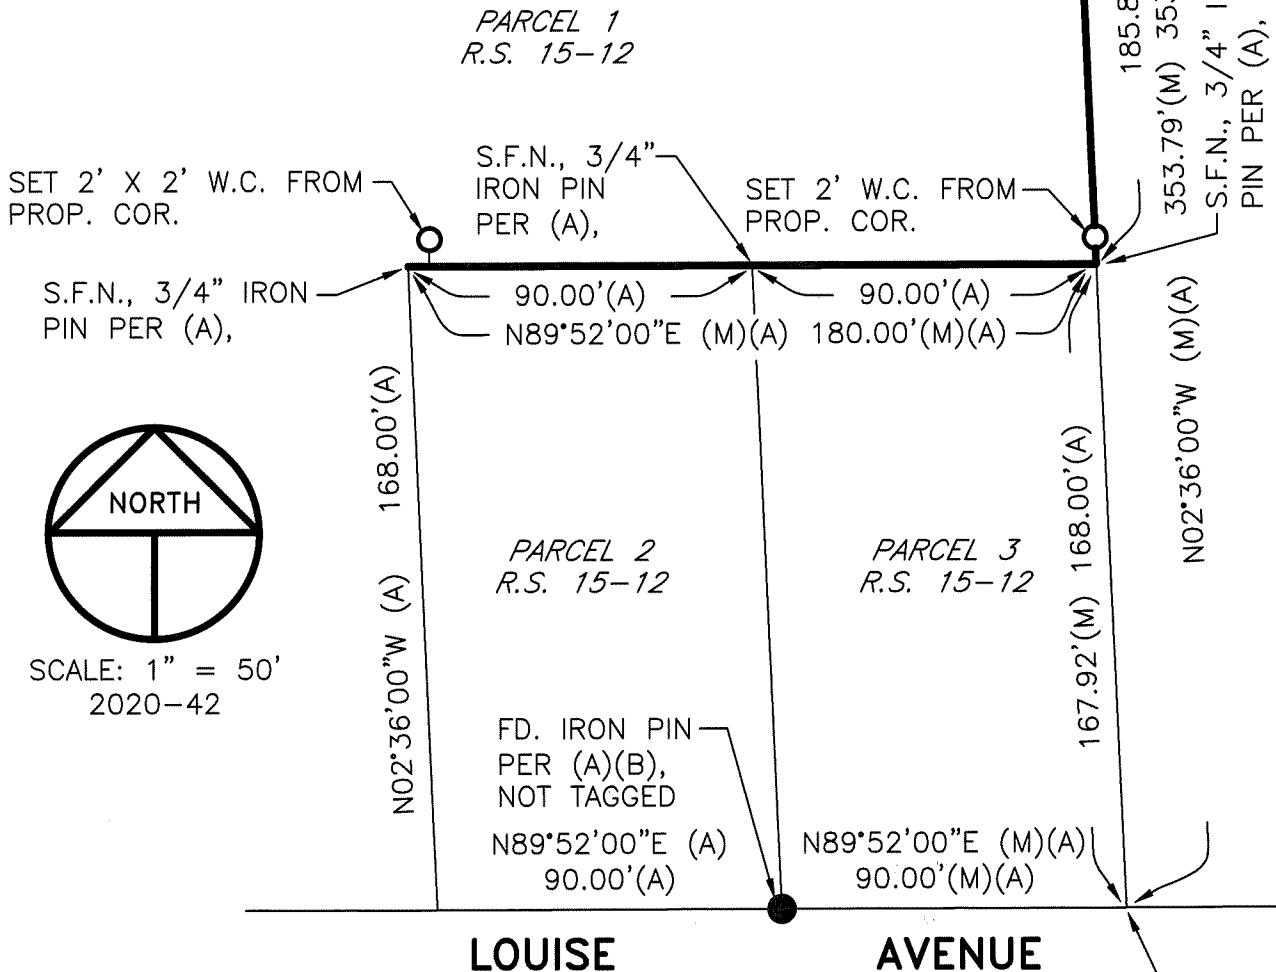 PARCEL 1
R.S. 15-12
185.8
353.79'(M) 353
S.F.N., 3/4" I
PIN PER (A),
SET 2' X 2' W.C. FROM
PROP. COR.
S.F.N., 3/4"
IRON PIN
PER (A),
SET 2' W.C. FROM
PROP. COR.
S.F.N., 3/4" IRON
PIN PER (A),
90.00'(A)
90.00'(A)
N89°52'00"E (M)(A) 180.00'(M)(A)
N02°36'00"W (A) 168.00'(A)
167.92'(M) 168.00'(A)
N02°36'00"W (M)(A)
NORTH
SCALE: 1" = 50'
2020-42
PARCEL 2
R.S. 15-12
PARCEL 3
R.S. 15-12
FD. IRON PIN
PER (A)(B),
NOT TAGGED
N89°52'00"E (A)
90.00'(A)
N89°52'00"E (M)(A)
90.00'(M)(A)
LOUISE AVENUE